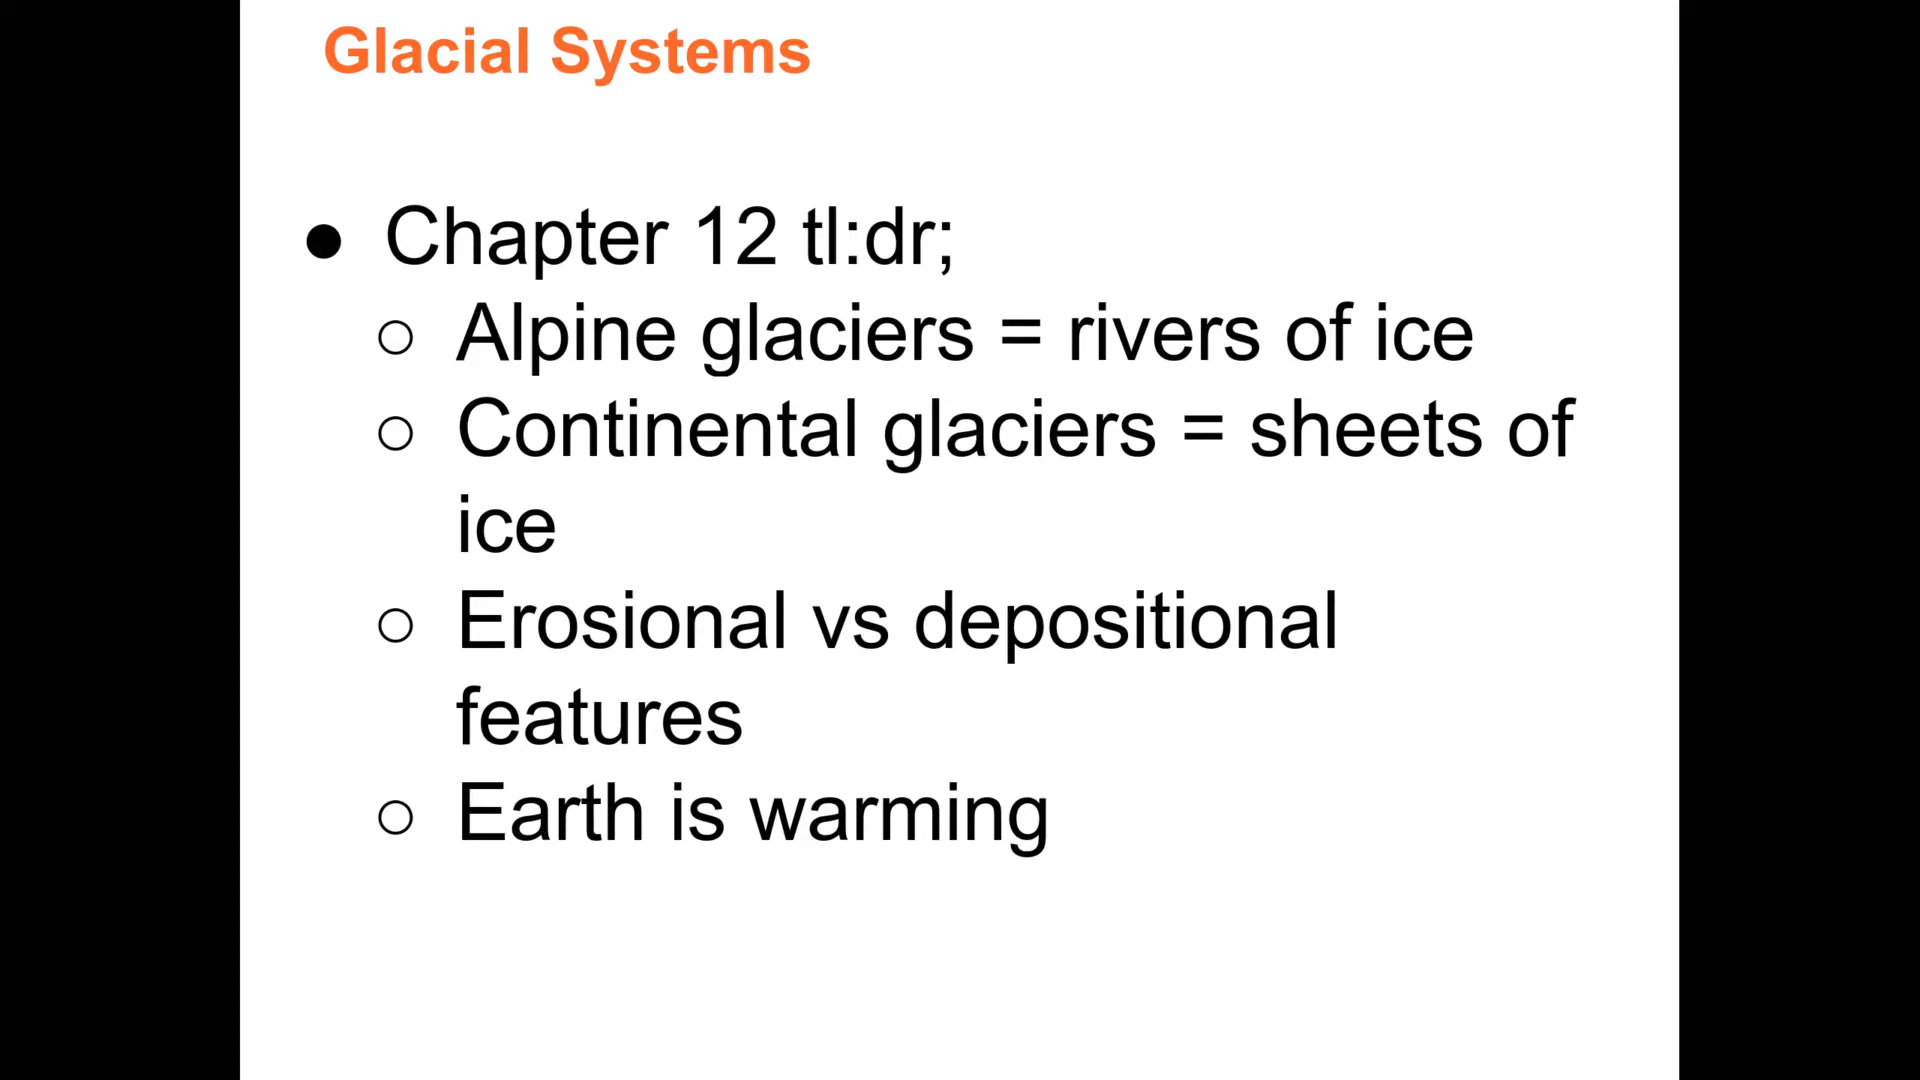 Glacial Systems
● Chapter 12 tl:dr;
○ Alpine glaciers = rivers of ice
○ Continental glaciers = sheets of
ice
○ Erosional vs depositional
features
○ Earth is warming